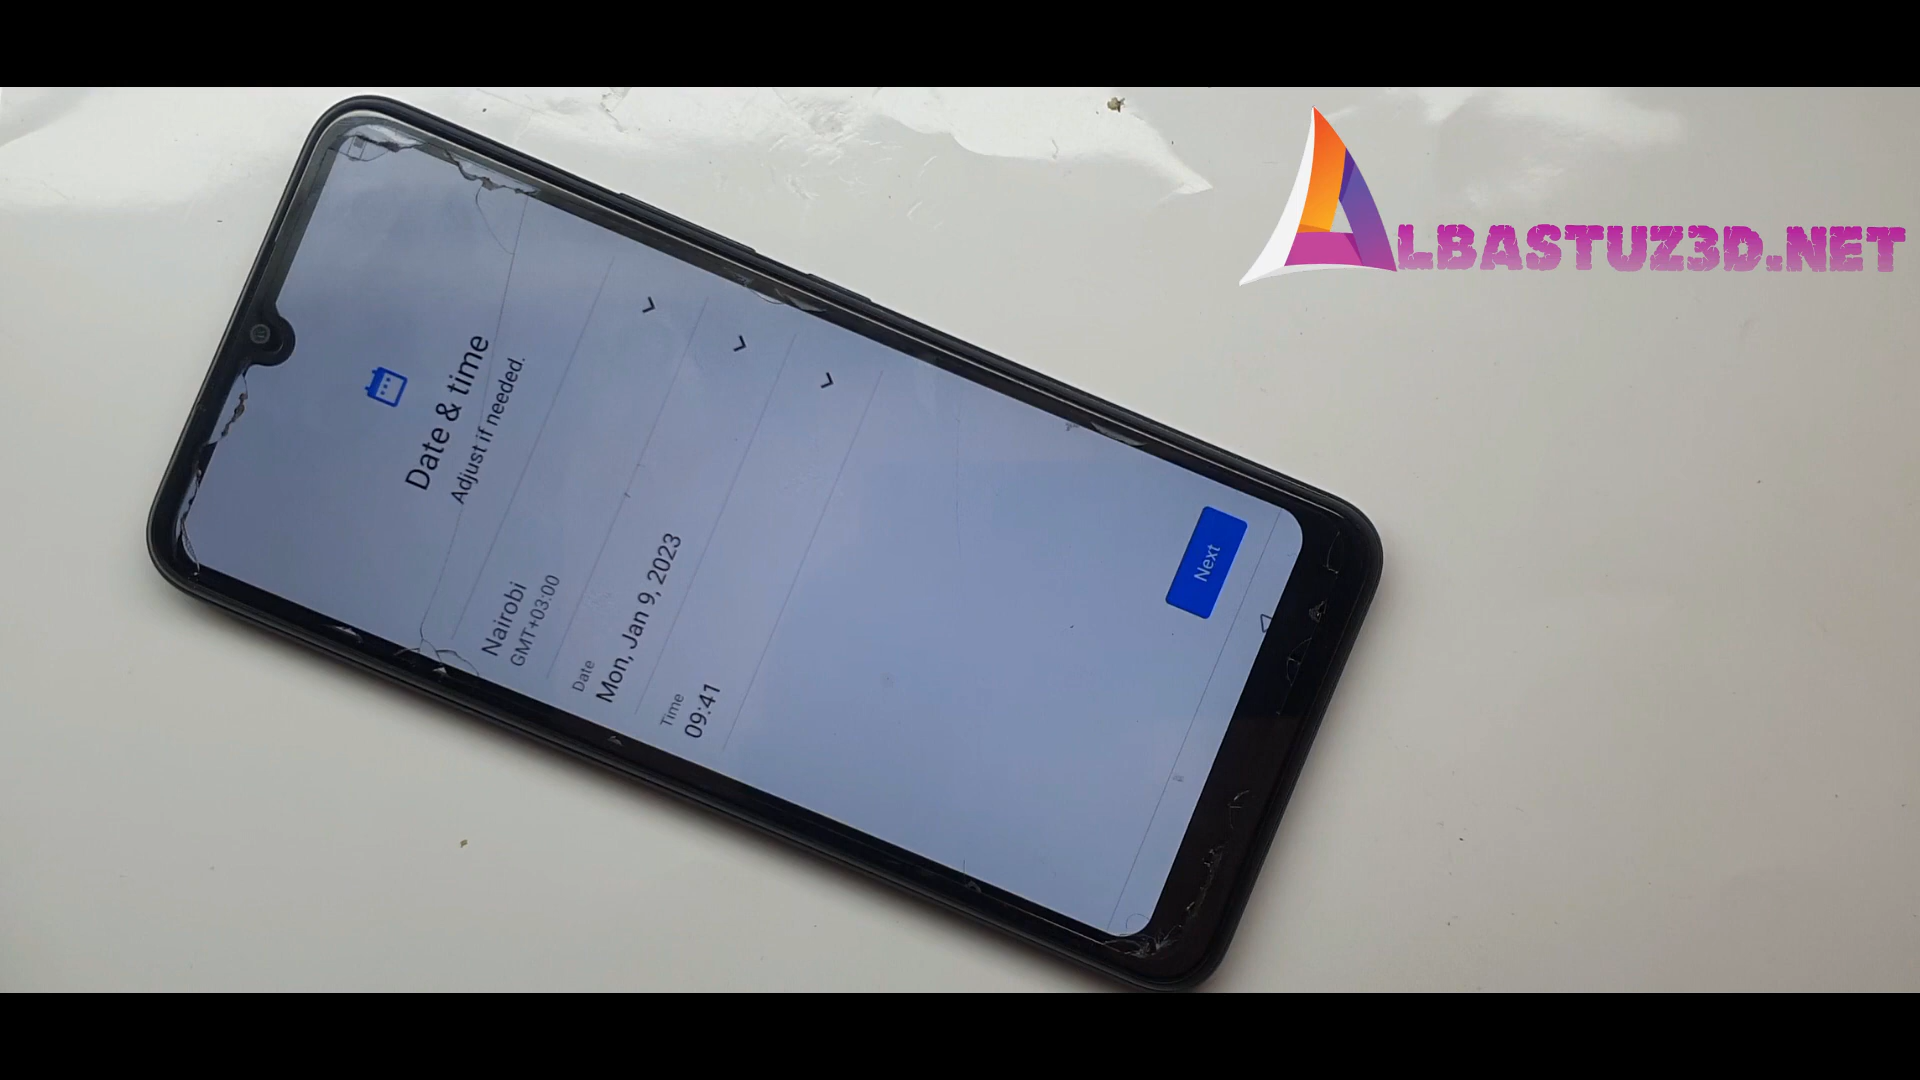 ALBASTUZ3D.NET
Date & time
Adjust if needed.
Nairobi
GMT+03:00
Date
Mon, Jan 9, 2023
Time
09:41
Next